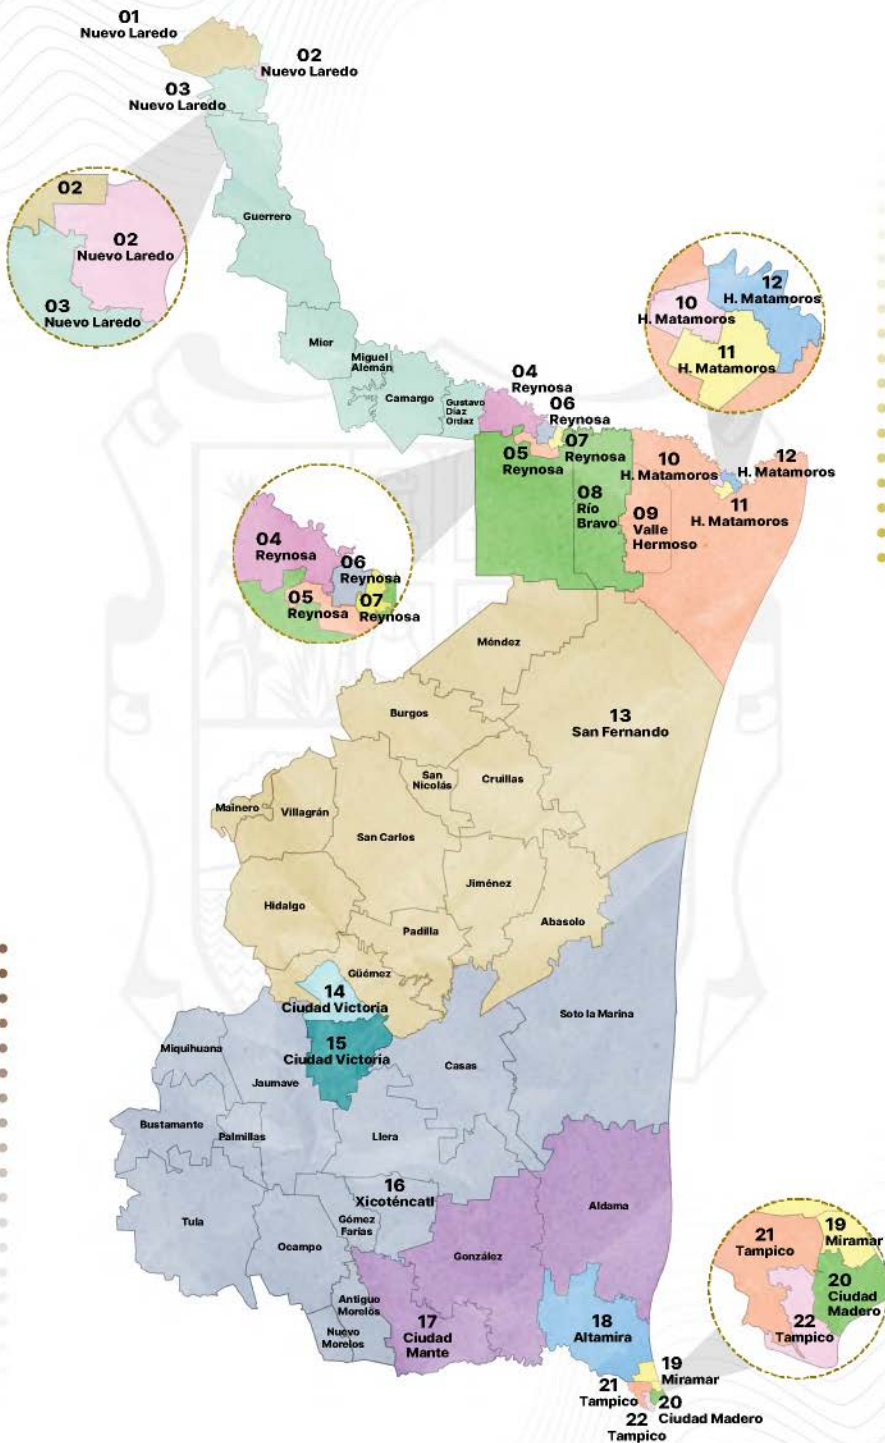 01
Nuevo Laredo
02
Nuevo Laredo
03
Nuevo Laredo
02
02
Nuevo Laredo
03
Nuevo Laredo
Guerrero
Mier
Miguel
Alemán
Camargo
Gustavo
Díaz
Ordaz
04
Reynosa
06
Reynosa
05
Reynosa
07
Reynosa
08
Río
Bravo
09
Valle
Hermoso
10
H. Matamoros
12
H. Matamoros
11
H. Matamoros
12
H. Matamoros
10
H. Matamoros
11
H. Matamoros
04
Reynosa
06
Reynosa
05
Reynosa
07
Reynosa
Méndez
Burgos
13
San Fernando
San
Nicolás
Cruillas
Mainero
Villagrán
San Carlos
Jiménez
Hidalgo
Abasolo
Padilla
Güémez
14
Ciudad Victoria
Soto la Marina
15
Ciudad Victoria
Miquihuana
Casas
Jaumave
Bustamante
Palmillas
Llera
16
Xicoténcatl
Tula
Gómez
Farías
Ocampo
Aldama
González
Antiguo
Morelos
Nuevo
Morelos
17
Ciudad
Mante
18
Altamira
19
Miramar
21
Tampico
20
Ciudad Madero
22
Tampico
21
Tampico
19
Miramar
20
Ciudad
Madero
22
Tampico